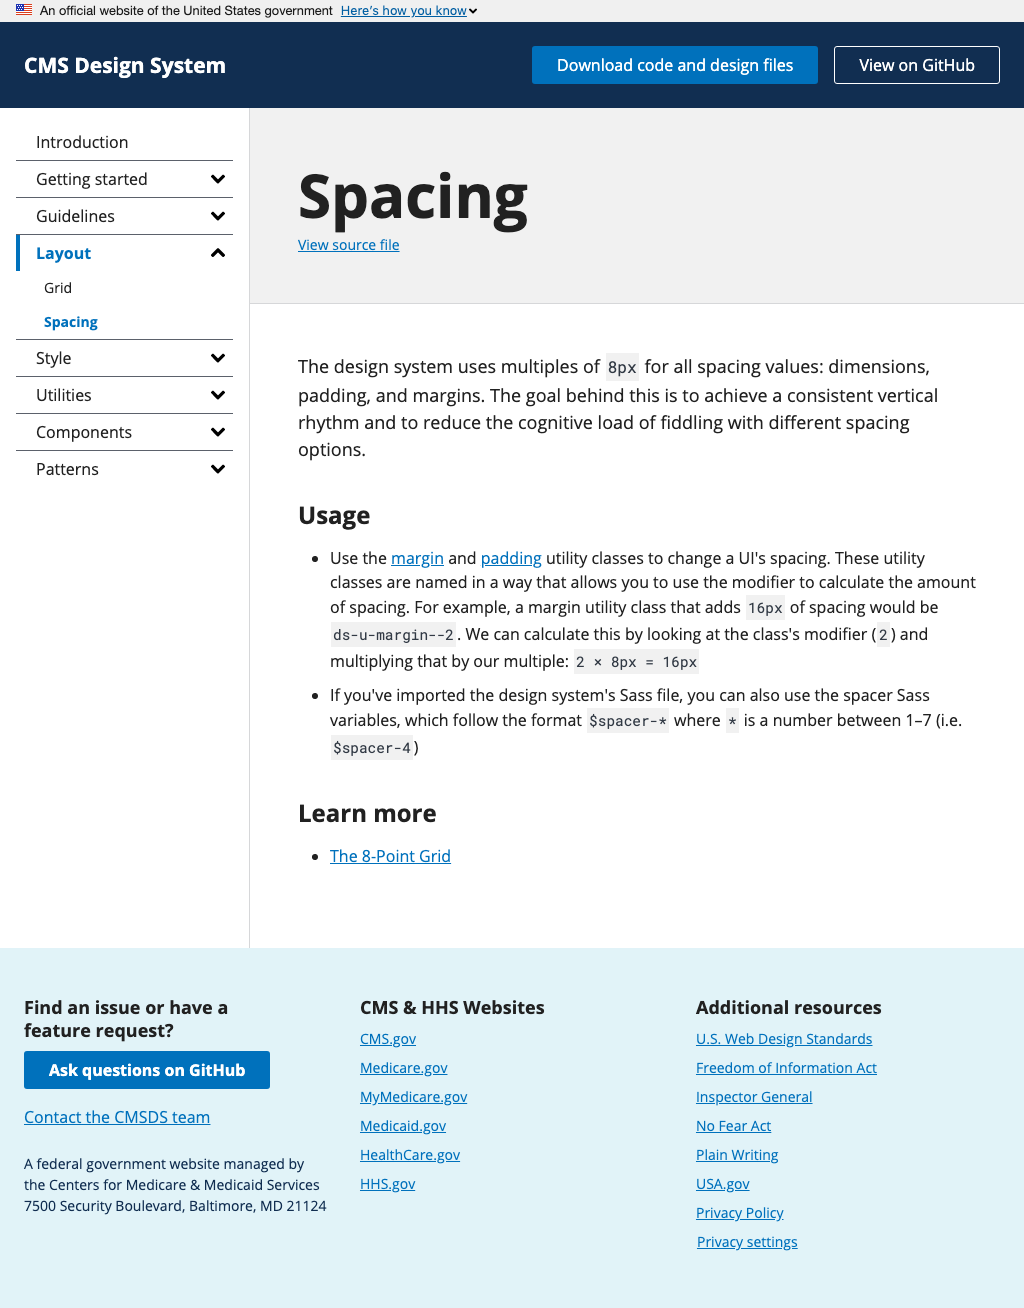 An official website of the United States government Here's how you know
CMS Design System
Download code and design files
View on GitHub
Introduction
Getting started
Guidelines
Layout
Grid
Spacing
Style
Utilities
Components
Patterns
Spacing
View source file
The design system uses multiples of 8px for all spacing values: dimensions,
padding, and margins. The goal behind this is to achieve a consistent vertical
rhythm and to reduce the cognitive load of fiddling with different spacing
options.
Usage
• Use the margin and padding utility classes to change a UI's spacing. These utility
classes are named in a way that allows you to use the modifier to calculate the amount
of spacing. For example, a margin utility class that adds 16px of spacing would be
ds-u-margin--2. We can calculate this by looking at the class's modifier (2) and
multiplying that by our multiple: 2 × 8px = 16px
• If you've imported the design system's Sass file, you can also use the spacer Sass
variables, which follow the format $spacer-* where * is a number between 1–7 (i.e.
$spacer-4)
Learn more
• The 8-Point Grid
Find an issue or have a
feature request?
Ask questions on GitHub
Contact the CMSDS team
A federal government website managed by
the Centers for Medicare & Medicaid Services
7500 Security Boulevard, Baltimore, MD 21124
CMS & HHS Websites
CMS.gov
Medicare.gov
MyMedicare.gov
Medicaid.gov
HealthCare.gov
HHS.gov
Additional resources
U.S. Web Design Standards
Freedom of Information Act
Inspector General
No Fear Act
Plain Writing
USA.gov
Privacy Policy
Privacy settings